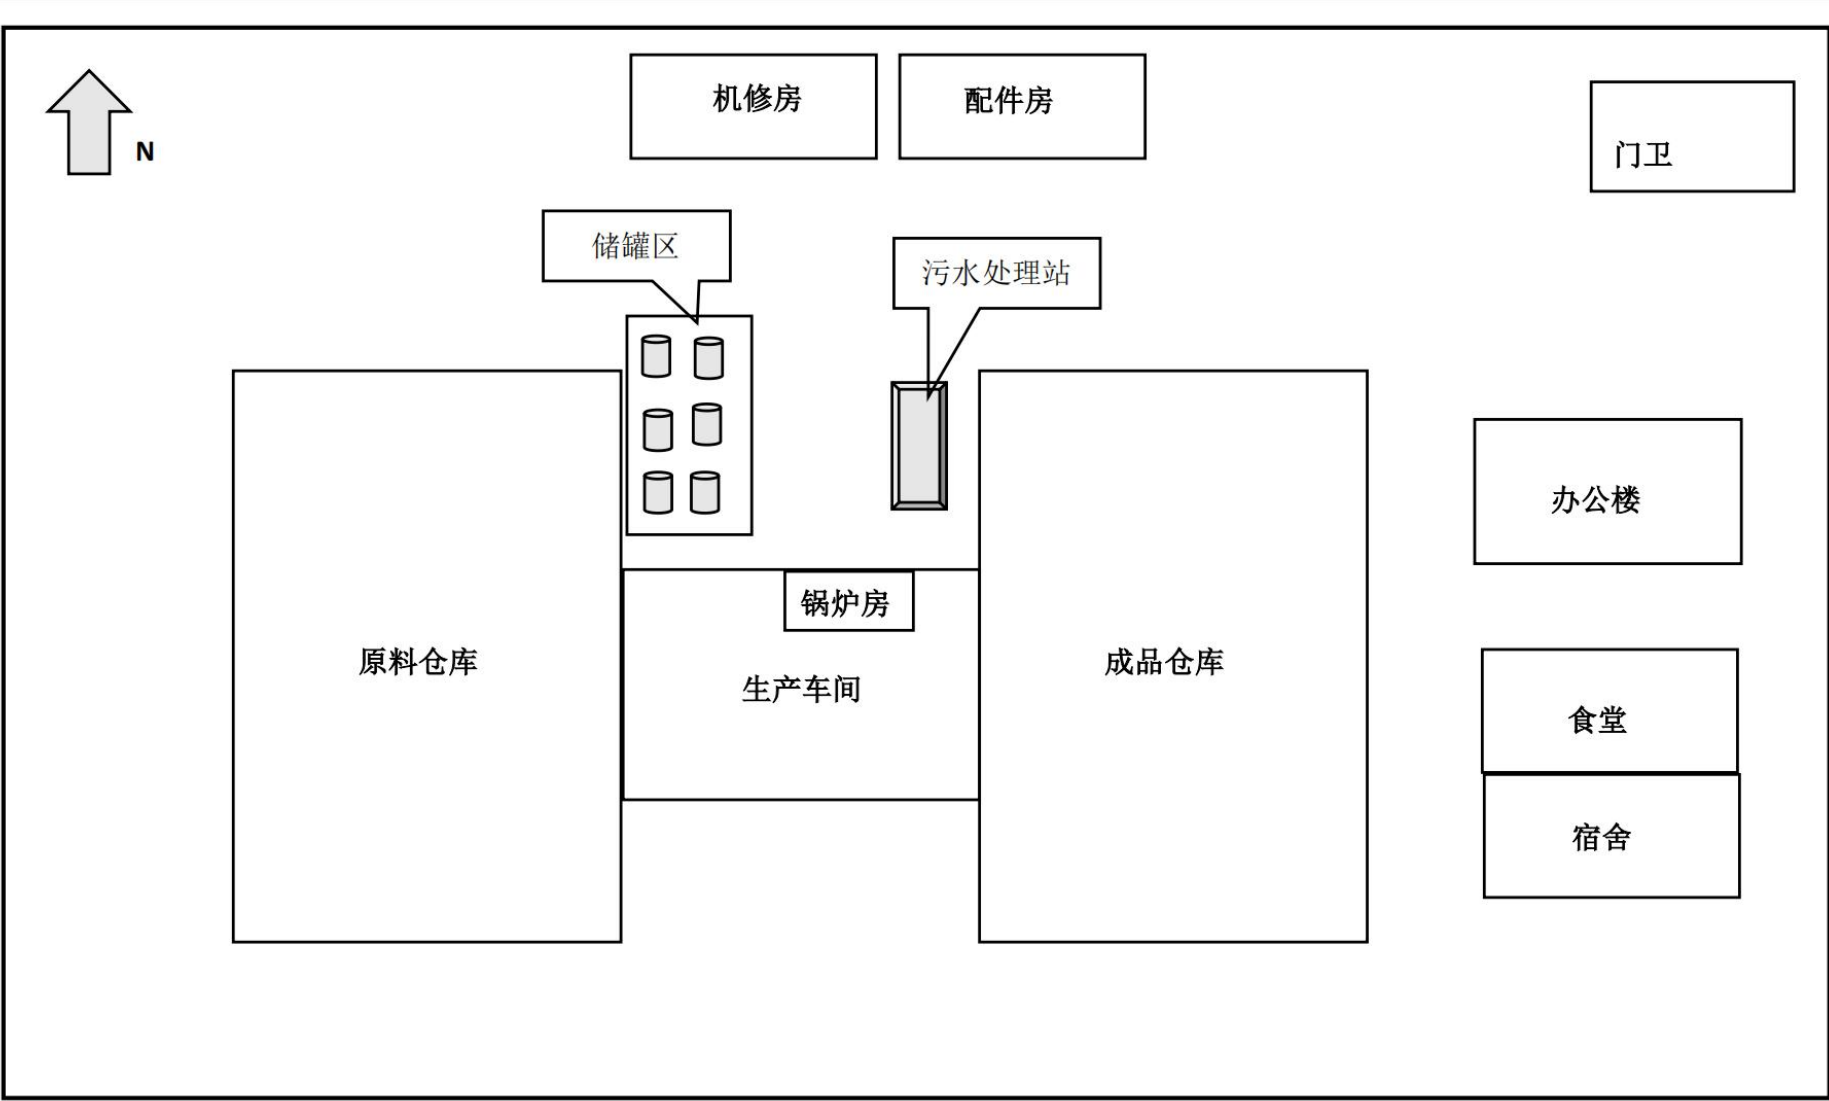 机修房
配件房
N
门卫
储罐区
污水处理站
办公楼
锅炉房
原料仓库
生产车间
成品仓库
食堂
宿舍